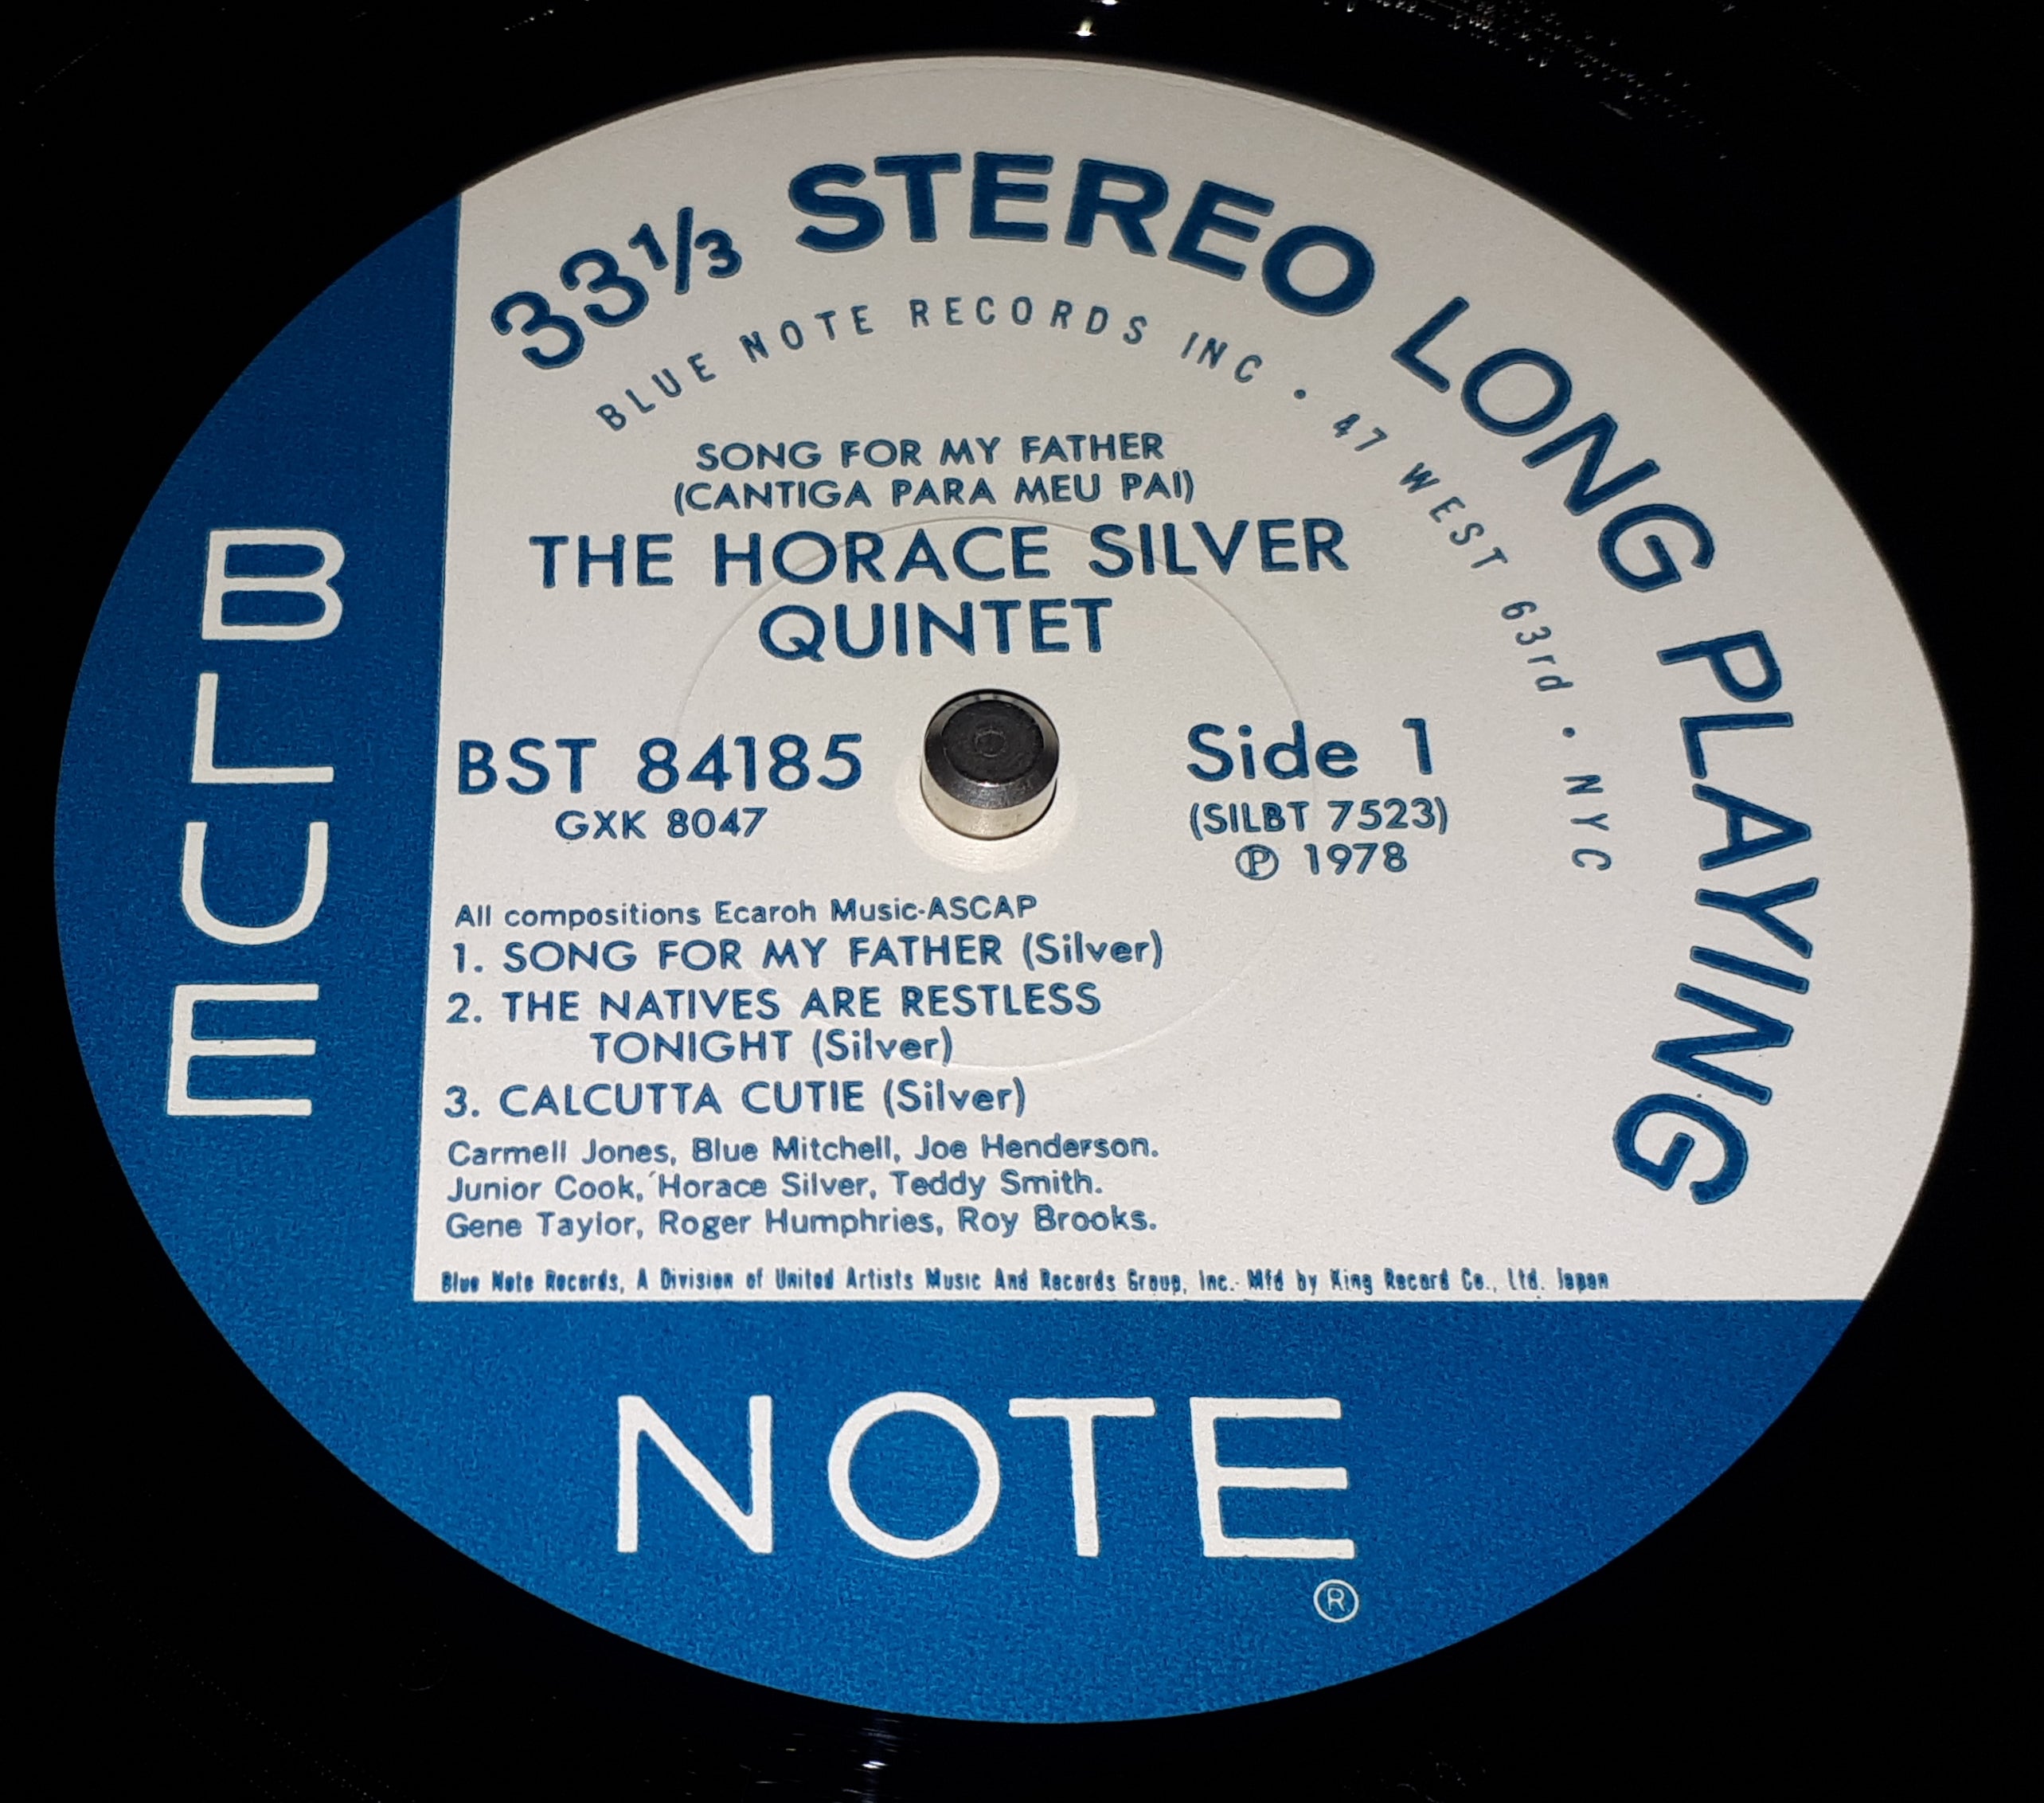 33 1/3 STEREO LONG PLAYING
BLUE NOTE RECORDS INC • 47 WEST 63rd • NYC
SONG FOR MY FATHER
(CANTIGA PARA MEU PAI)
THE HORACE SILVER
QUINTET
BST 84185
GXK 8047
Side 1
(SILBT 7523)
℗ 1978
All compositions Ecaroh Music-ASCAP
1. SONG FOR MY FATHER (Silver)
2. THE NATIVES ARE RESTLESS
TONIGHT (Silver)
3. CALCUTTA CUTIE (Silver)
Carmell Jones, Blue Mitchell, Joe Henderson.
Junior Cook, Horace Silver, Teddy Smith.
Gene Taylor, Roger Humphries, Roy Brooks.
Blue Note Records, A Division of United Artists Music And Records Group, Inc. Mfd by King Record Co., Ltd. Japan
BLUE
NOTE
®